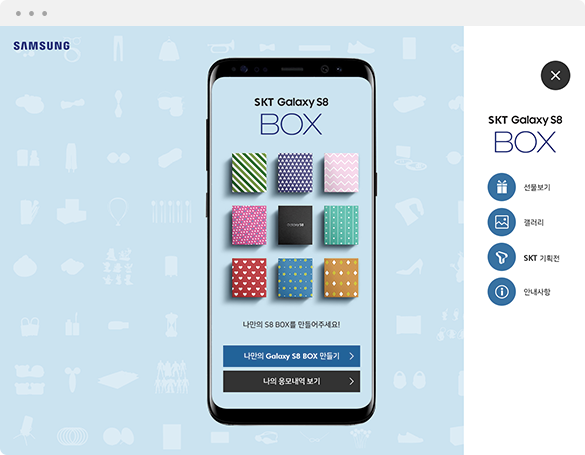 SAMSUNG
SKT Galaxy S8
BOX
Galaxy S8
나만의 S8 BOX를 만들어주세요!
나만의 Galaxy S8 BOX 만들기
나의 응모내역 보기
SKT Galaxy S8
BOX
선물보기
갤러리
SKT 기획전
안내사항